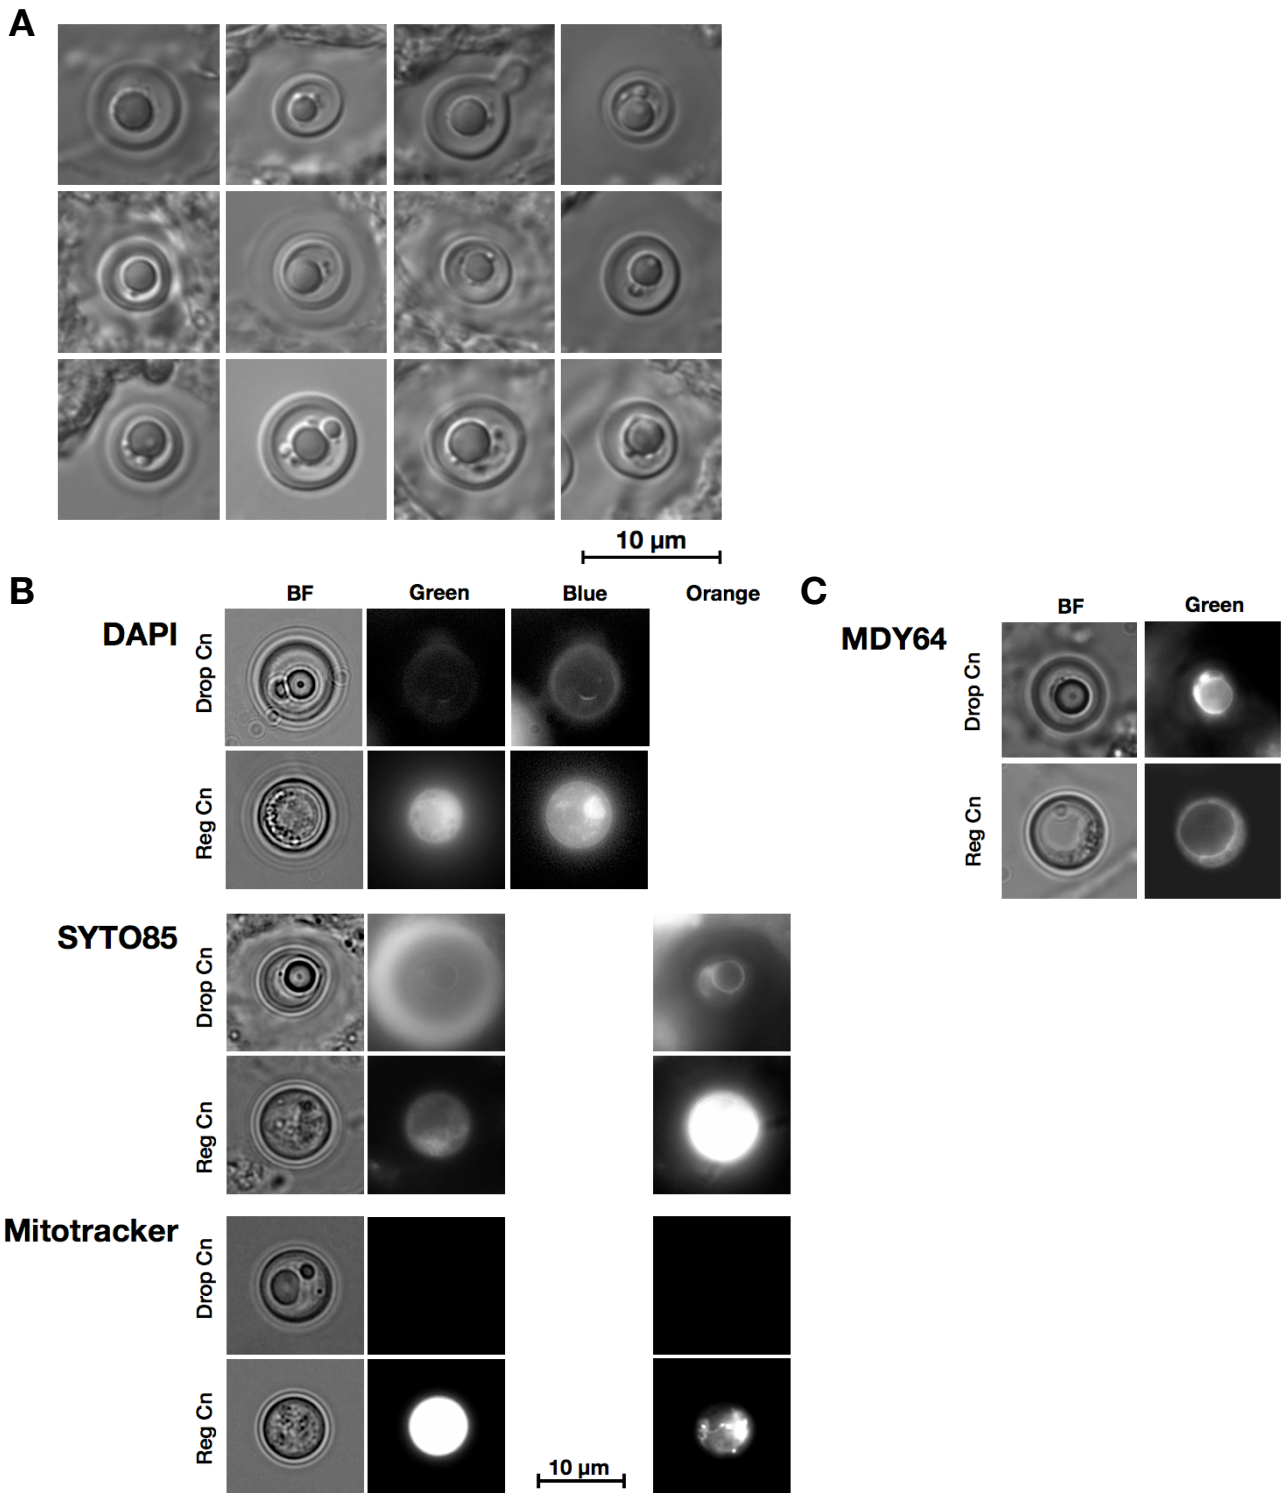 A
10 µm
B
BF
Green
Blue
Orange
DAPI
Drop Cn
Reg Cn
SYTO85
Drop Cn
Reg Cn
Mitotracker
Drop Cn
Reg Cn
10 µm
C
BF
Green
MDY64
Drop Cn
Reg Cn